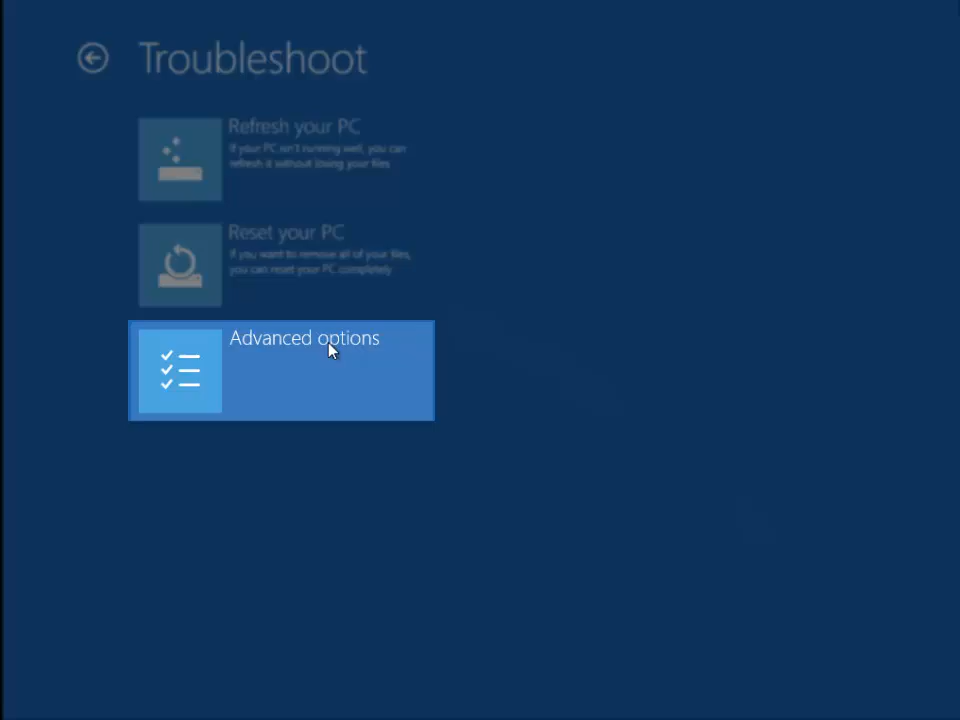 Troubleshoot
Refresh your PC
If your PC isn't running well, you can
refresh it without losing your files
Reset your PC
If you want to remove all of your files,
you can reset your PC completely
Advanced options